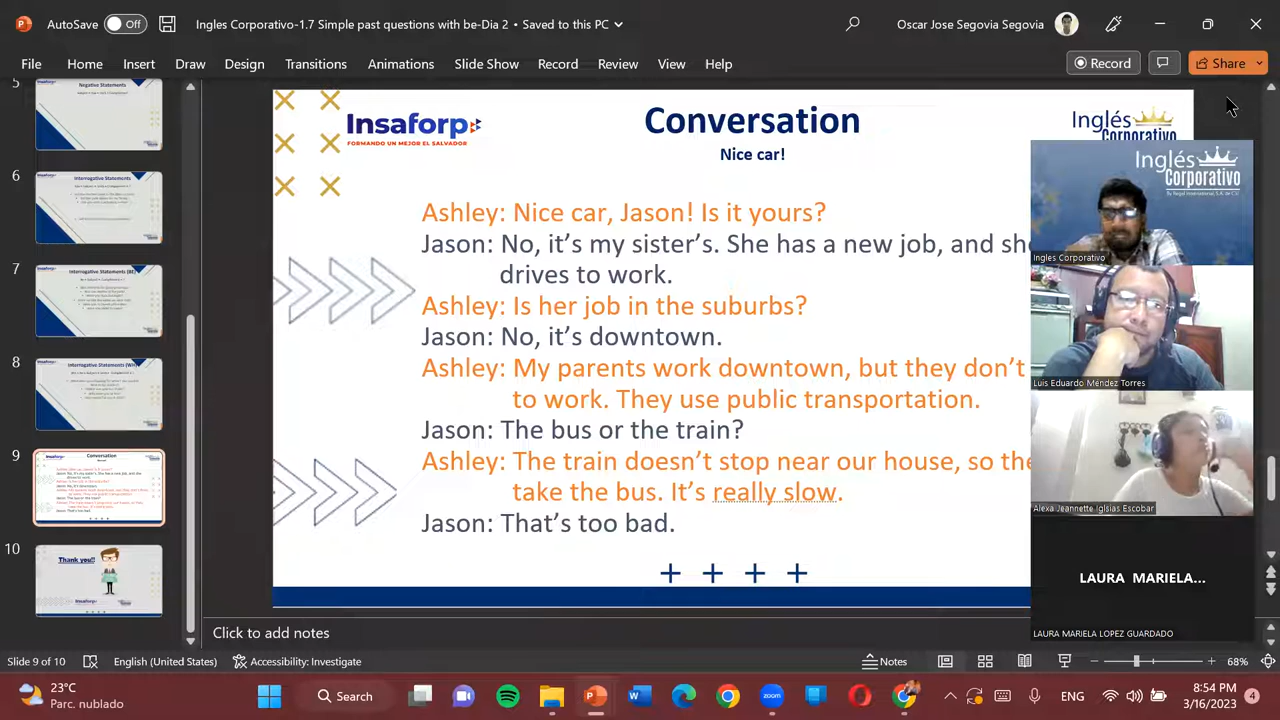 AutoSave Off Ingles Corporativo-1.7 Simple past questions with be-Dia 2 • Saved to this PC Oscar Jose Segovia Segovia
File Home Insert Draw Design Transitions Animations Slide Show Record Review View Help Record Share
5
Negative Statements
6
Interrogative Statements
7
Interrogative Statements (BE)
8
Interrogative Statements (WH)
9
Conversation
10
Thank you!!
Insaforp
FORMANDO UN MEJOR EL SALVADOR
Conversation
Nice car!
Inglés
Corporativo
Ashley: Nice car, Jason! Is it yours?
Jason: No, it's my sister's. She has a new job, and she
drives to work.
Ashley: Is her job in the suburbs?
Jason: No, it's downtown.
Ashley: My parents work downtown, but they don't
to work. They use public transportation.
Jason: The bus or the train?
Ashley: The train doesn't stop near our house, so the
take the bus. It's really slow.
Jason: That's too bad.
+ + + +
Inglés
Corporativo
Ingles Corporativo
Luis Eduardo Méndez Torres
Alexa Jeannette Iglsias Escobar
LAURA MARIELA...
LAURA MARIELA LOPEZ GUARDADO
Click to add notes
Slide 9 of 10 English (United States) Accessibility: Investigate Notes 68%
23°C
Parc. nublado
Search
zoom
ENG
8:54 PM
3/16/2023
4